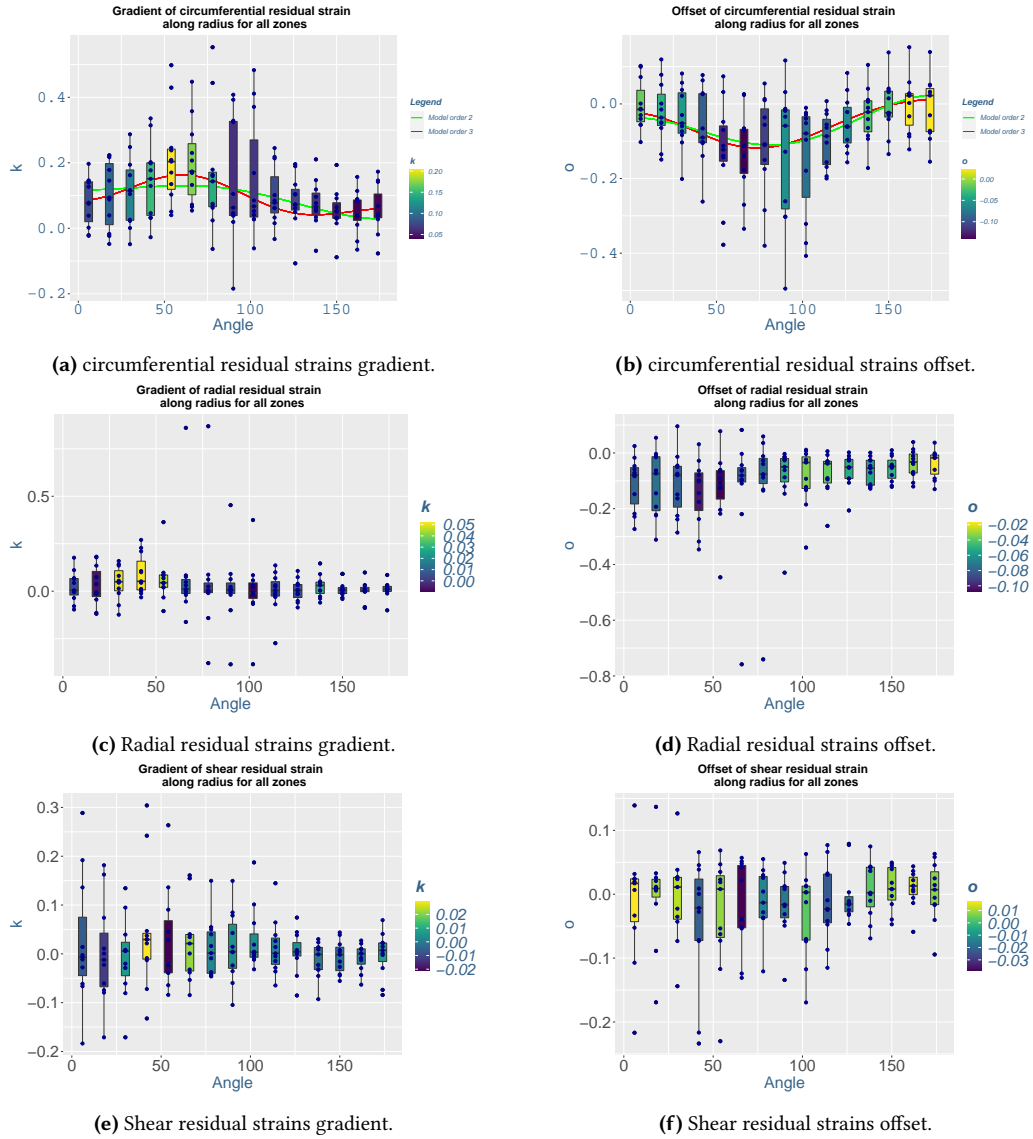 Gradient of circumferential residual strain
along radius for all zones
k
0.4
0.2
0.0
−0.2
0 50 100 150
Angle
Legend
Model order 2
Model order 3
k
0.20
0.15
0.10
0.05
(a) circumferential residual strains gradient.
Offset of circumferential residual strain
along radius for all zones
o
0.0
−0.2
−0.4
0 50 100 150
Angle
Legend
Model order 2
Model order 3
o
0.00
−0.05
−0.10
(b) circumferential residual strains offset.
Gradient of radial residual strain
along radius for all zones
k
0.5
0.0
0 50 100 150
Angle
k
0.05
0.04
0.03
0.02
0.01
0.00
(c) Radial residual strains gradient.
Offset of radial residual strain
along radius for all zones
o
0.0
−0.2
−0.4
−0.6
−0.8
0 50 100 150
Angle
o
−0.02
−0.04
−0.06
−0.08
−0.10
(d) Radial residual strains offset.
Gradient of shear residual strain
along radius for all zones
k
0.3
0.2
0.1
0.0
−0.1
−0.2
0 50 100 150
Angle
k
0.02
0.01
0.00
−0.01
−0.02
(e) Shear residual strains gradient.
Offset of shear residual strain
along radius for all zones
o
0.1
0.0
−0.1
−0.2
0 50 100 150
Angle
o
0.01
0.00
−0.01
−0.02
−0.03
(f) Shear residual strains offset.